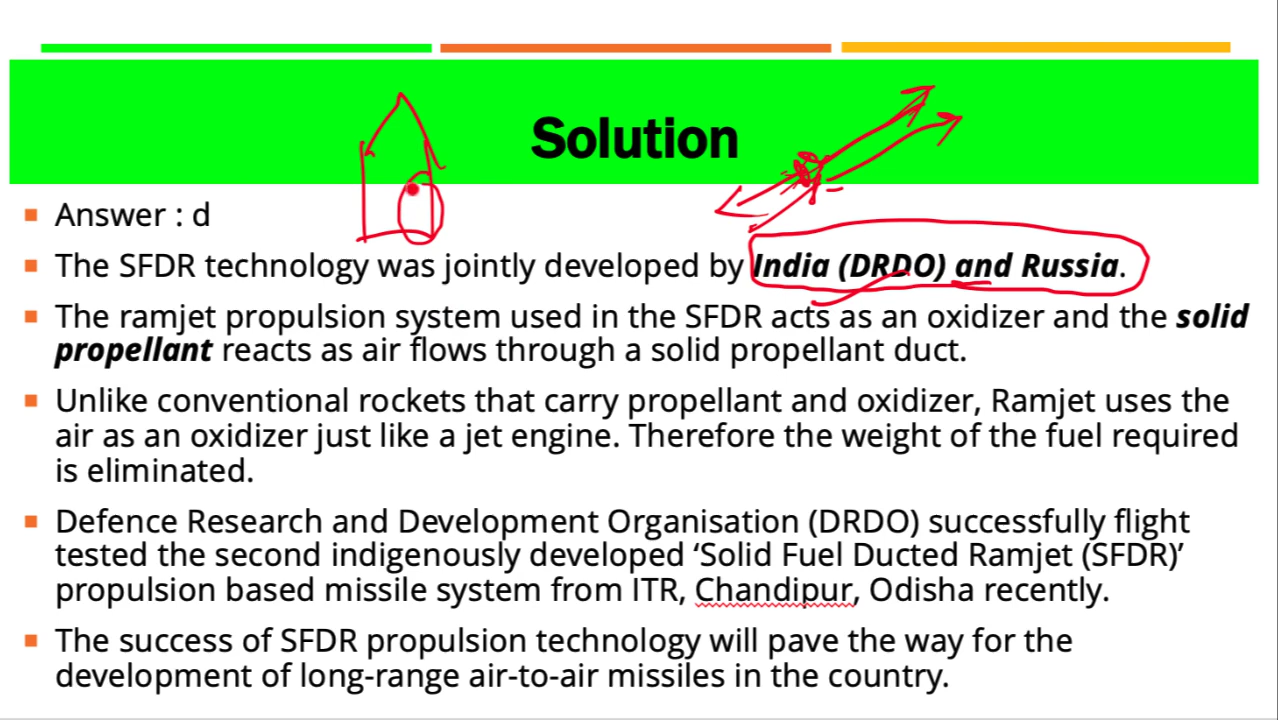 Solution
Answer : d
The SFDR technology was jointly developed by India (DRDO) and Russia.
The ramjet propulsion system used in the SFDR acts as an oxidizer and the solid
propellant reacts as air flows through a solid propellant duct.
Unlike conventional rockets that carry propellant and oxidizer, Ramjet uses the
air as an oxidizer just like a jet engine. Therefore the weight of the fuel required
is eliminated.
Defence Research and Development Organisation (DRDO) successfully flight
tested the second indigenously developed ‘Solid Fuel Ducted Ramjet (SFDR)’
propulsion based missile system from ITR, Chandipur, Odisha recently.
The success of SFDR propulsion technology will pave the way for the
development of long-range air-to-air missiles in the country.